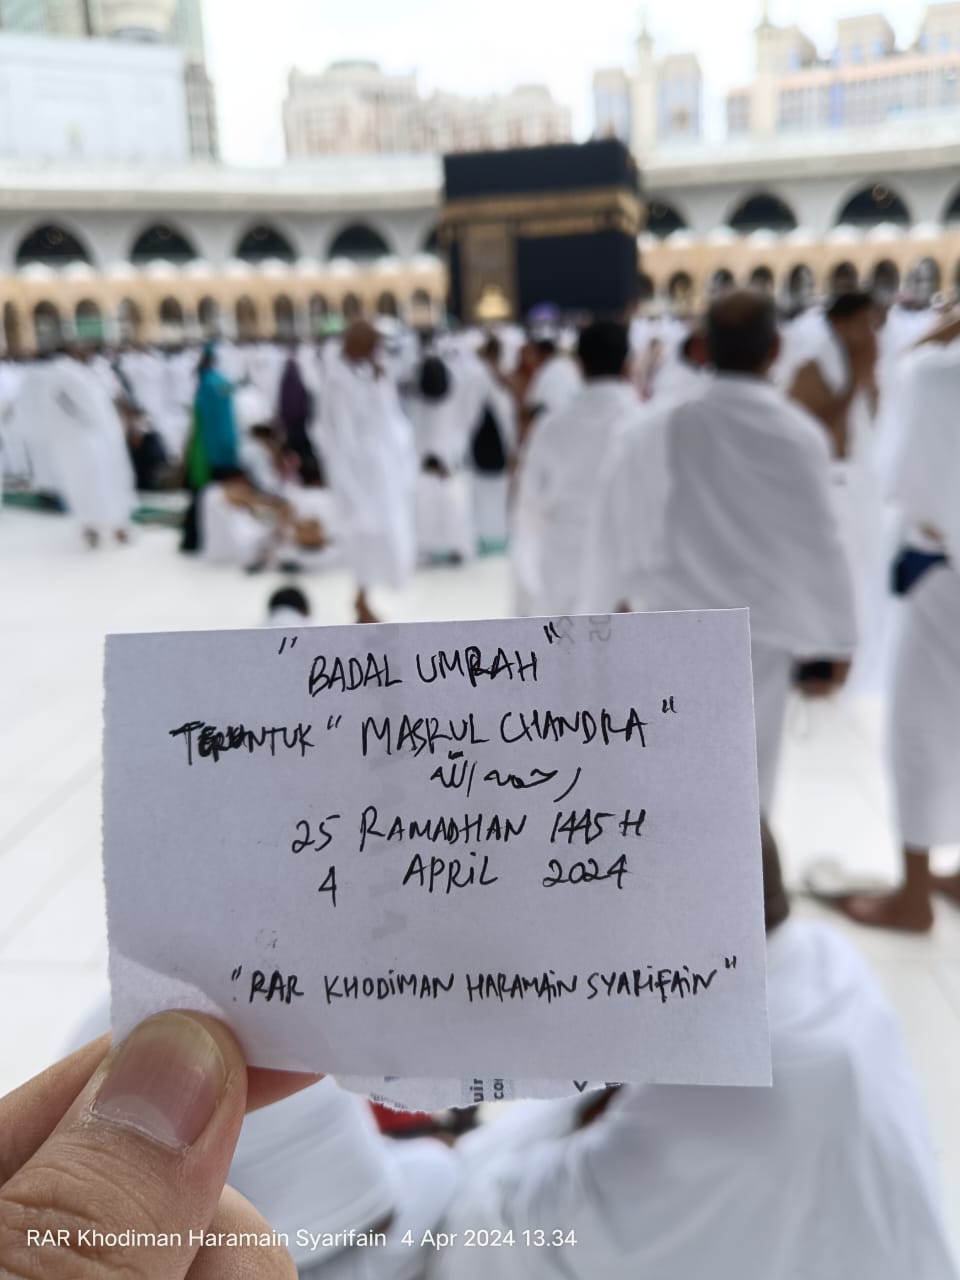 "BADAL UMRAH"
TERUNTUK "MASRUL CHANDRA"
رحمه الله
25 RAMADHAN 1445 H
4 APRIL 2024
"RAR KHODIMAN HARAMAIN SYARIFAIN"
RAR Khodiman Haramain Syarifain 4 Apr 2024 13.34